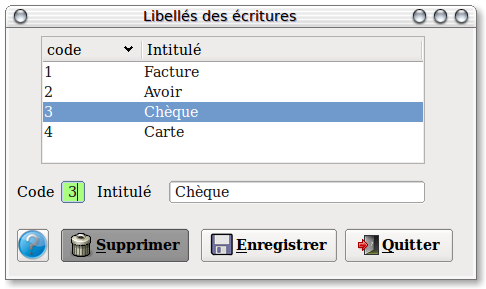 Libellés des écritures
code Intitulé
1 Facture
2 Avoir
3 Chèque
4 Carte
Code 3 Intitulé Chèque
? Supprimer Enregistrer Quitter